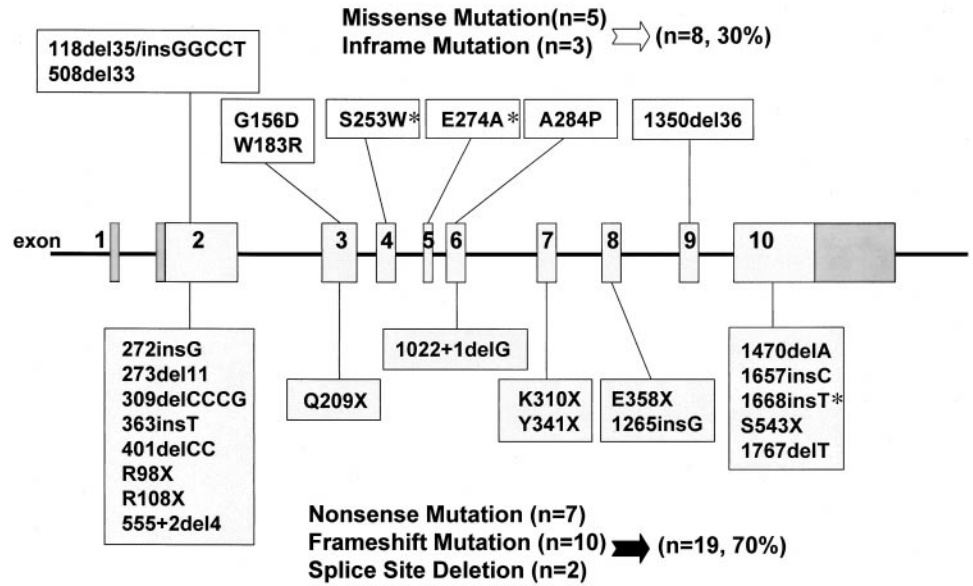 Missense Mutation(n=5)
Inframe Mutation (n=3)
(n=8, 30%)
118del35/insGGCCT
508del33
G156D
W183R
S253W*
E274A*
A284P
1350del36
exon 1 2 3 4 5 6 7 8 9 10
272insG
273del11
309delCCCG
363insT
401delCC
R98X
R108X
555+2del4
Q209X
1022+1delG
K310X
Y341X
E358X
1265insG
1470delA
1657insC
1668insT*
S543X
1767delT
Nonsense Mutation (n=7)
Frameshift Mutation (n=10)
Splice Site Deletion (n=2)
(n=19, 70%)